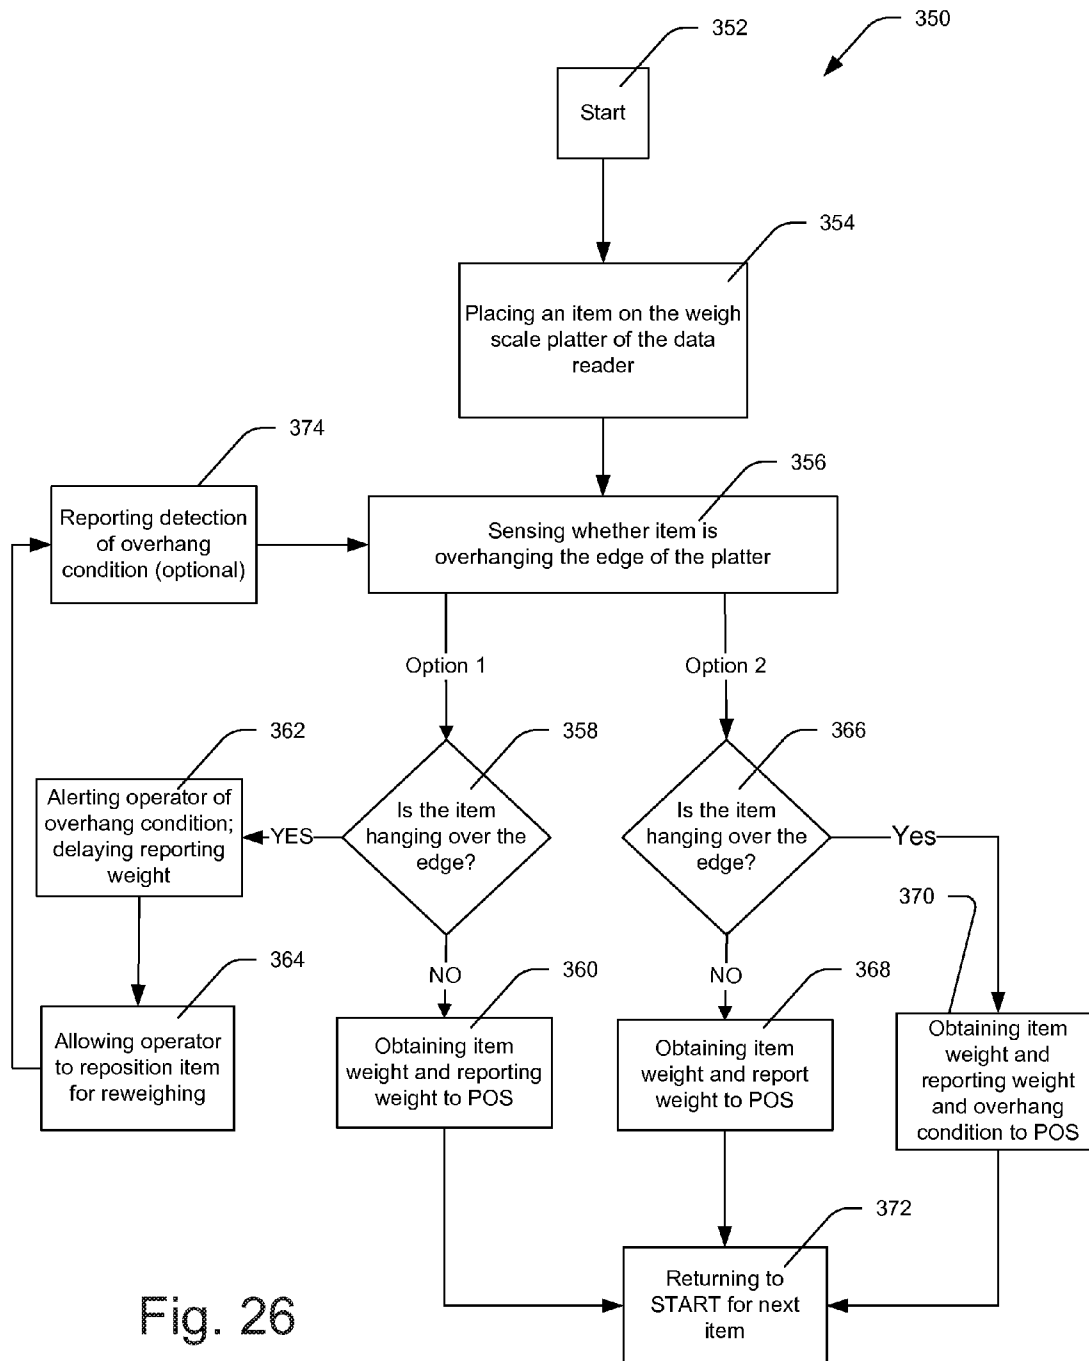 352
350
Start
354
Placing an item on the weigh
scale platter of the data
reader
374
356
Reporting detection
of overhang
condition (optional)
Sensing whether item is
overhanging the edge of the platter
Option 1
Option 2
362
358
366
Alerting operator of
overhang condition;
delaying reporting
weight
YES
Is the item
hanging over the
edge?
Is the item
hanging over the
edge?
Yes
370
364
NO
360
NO
368
Allowing operator
to reposition item
for reweighing
Obtaining item
weight and reporting
weight to POS
Obtaining item
weight and report
weight to POS
Obtaining item
weight and
reporting weight
and overhang
condition to POS
372
Returning to
START for next
item
Fig. 26